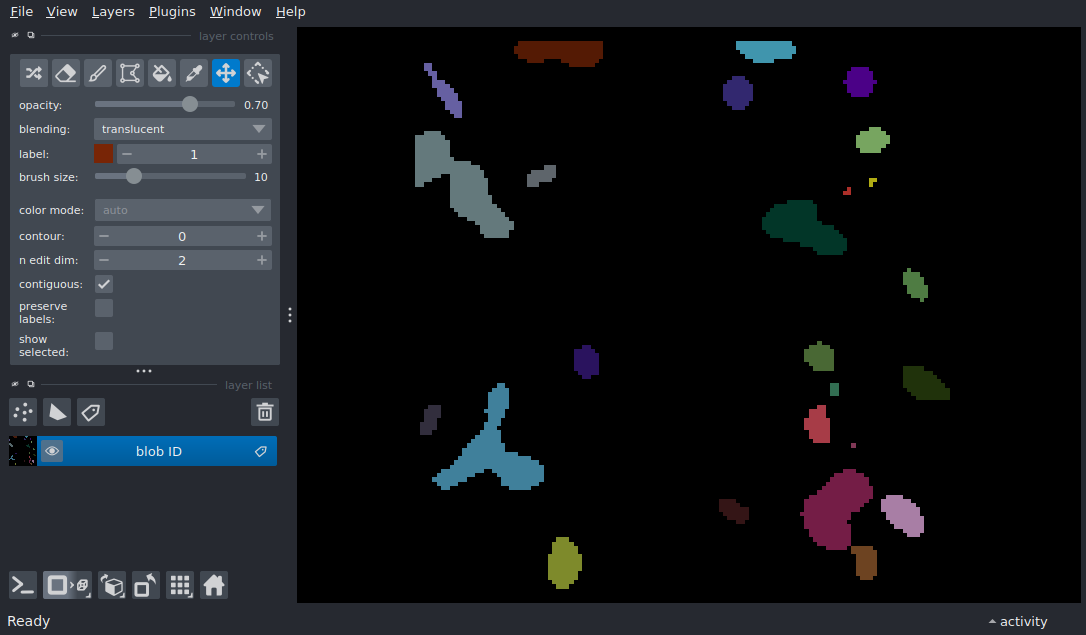 File View Layers Plugins Window Help
layer controls
opacity: 0.70
blending: translucent
label: 1
brush size: 10
color mode: auto
contour: 0
n edit dim: 2
contiguous:
preserve
labels:
show
selected:
layer list
blob ID
Ready
activity